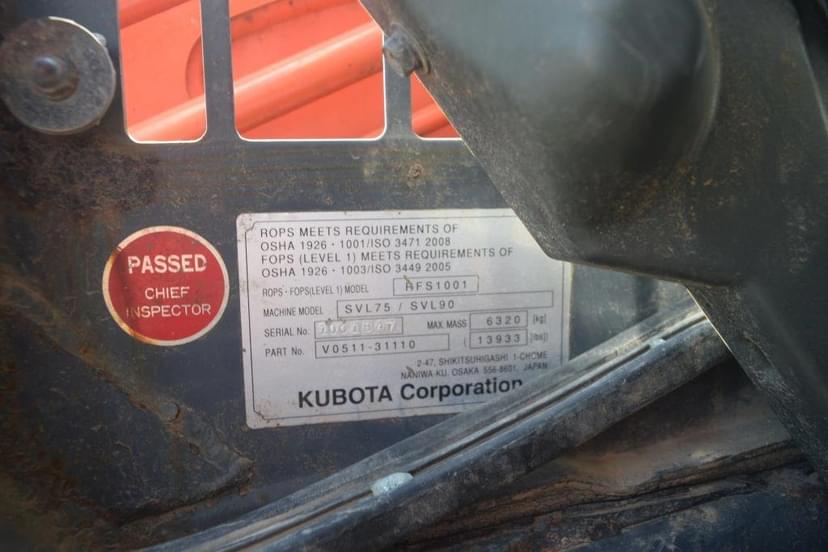 PASSED
CHIEF
INSPECTOR
ROPS MEETS REQUIREMENTS OF
OSHA 1926・1001/ISO 3471 2008
FOPS (LEVEL 1) MEETS REQUIREMENTS OF
OSHA 1926・1003/ISO 3449 2005
ROPS・FOPS(LEVEL 1) MODEL RFS1001
MACHINE MODEL SVL75 / SVL90
SERIAL No. MAX. MASS 6320 [kg]
PART No. V0511-31110 ( 13933 [lbs])
2-47, SHIKITSUHIGASHI 1-CHOME
NANIWA-KU, OSAKA 556-8601, JAPAN
KUBOTA Corporation